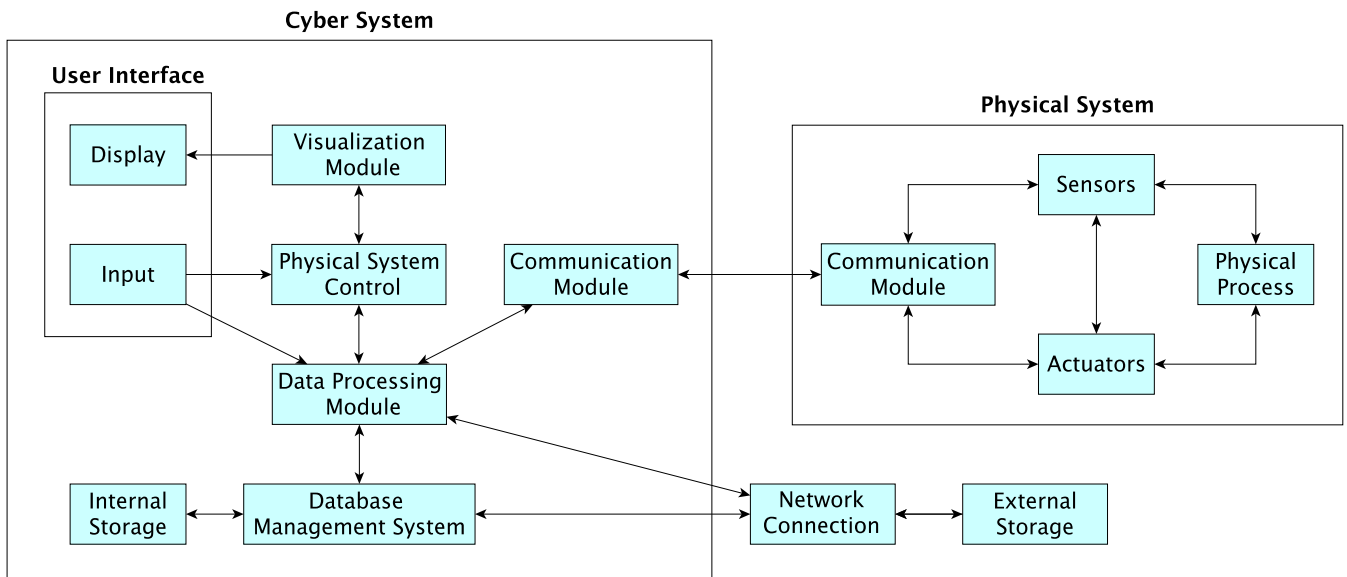 Cyber System
User Interface
Physical System
Display
Visualization
Module
Sensors
Input
Physical System
Control
Communication
Module
Communication
Module
Physical
Process
Data Processing
Module
Actuators
Internal
Storage
Database
Management System
Network
Connection
External
Storage